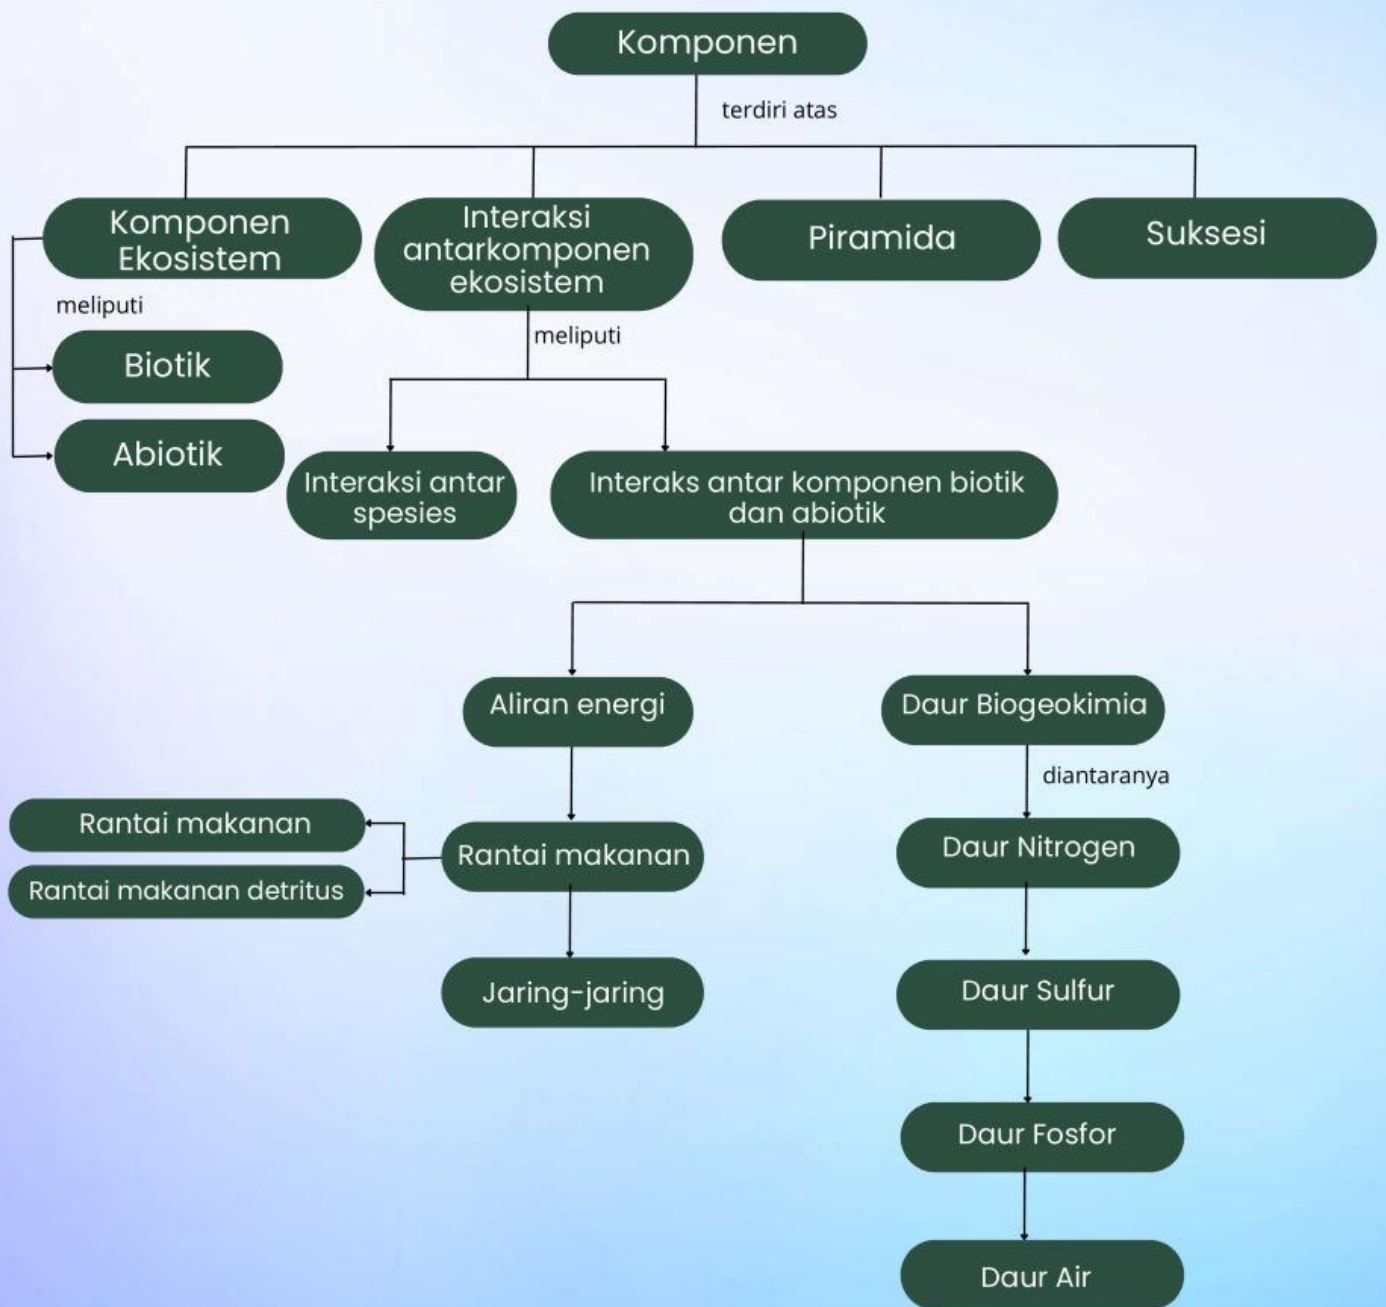 Komponen
terdiri atas
Komponen
Ekosistem
Interaksi
antarkomponen
ekosistem
Piramida
Suksesi
meliputi
meliputi
Biotik
Abiotik
Interaksi antar
spesies
Interaks antar komponen biotik
dan abiotik
Aliran energi
Daur Biogeokimia
diantaranya
Rantai makanan
Rantai makanan detritus
Rantai makanan
Daur Nitrogen
Jaring-jaring
Daur Sulfur
Daur Fosfor
Daur Air